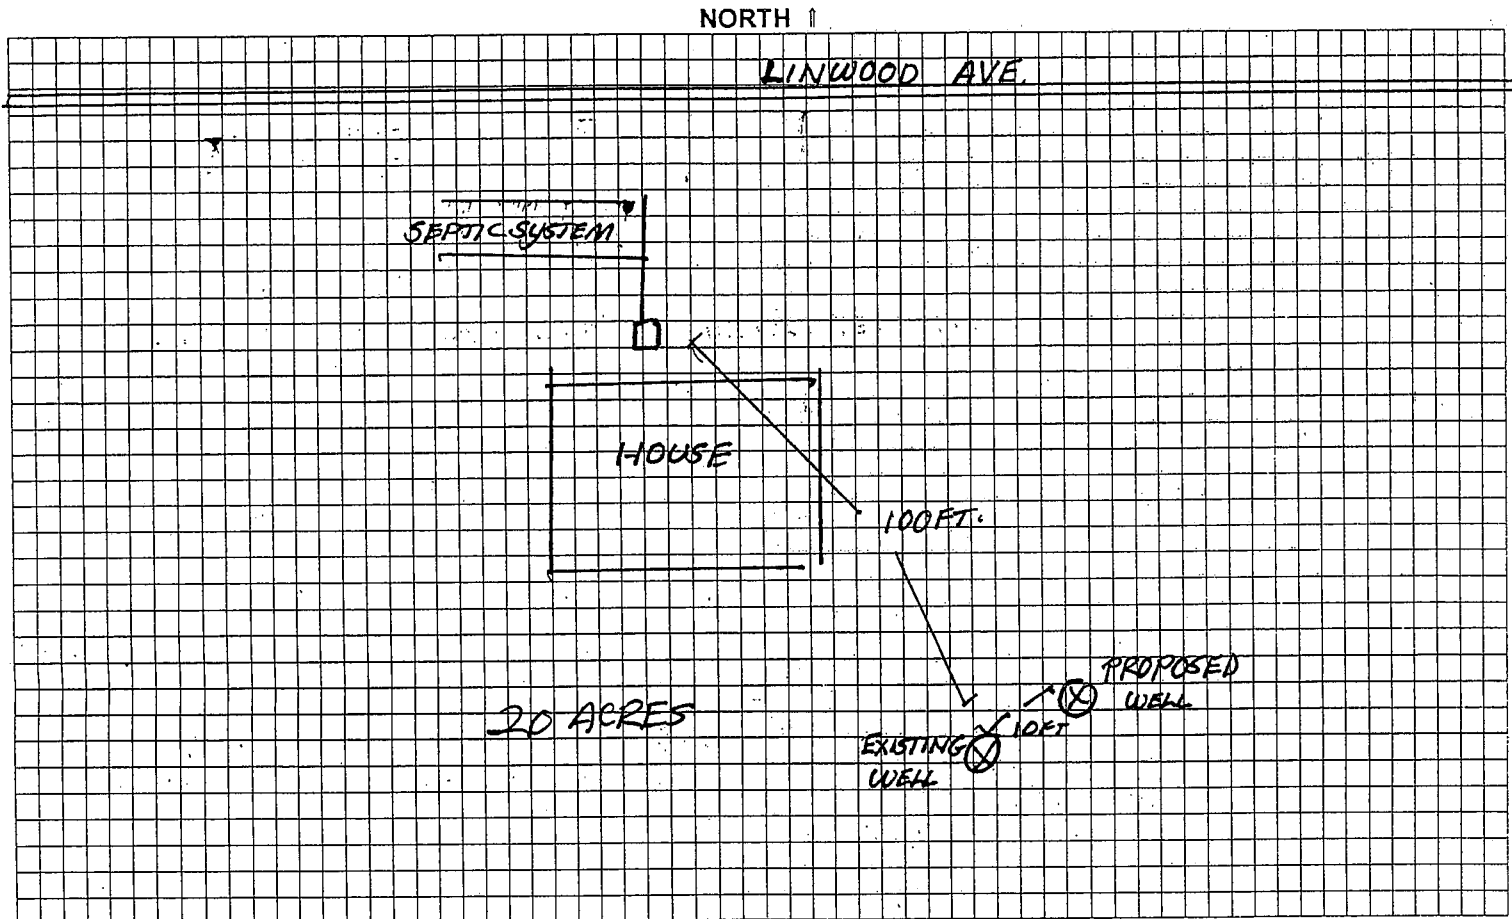 NORTH ⇑
LINWOOD AVE.
SEPTIC SYSTEM
HOUSE
100FT.
PROPOSED
WELL
10FT
20 ACRES
EXISTING
WELL